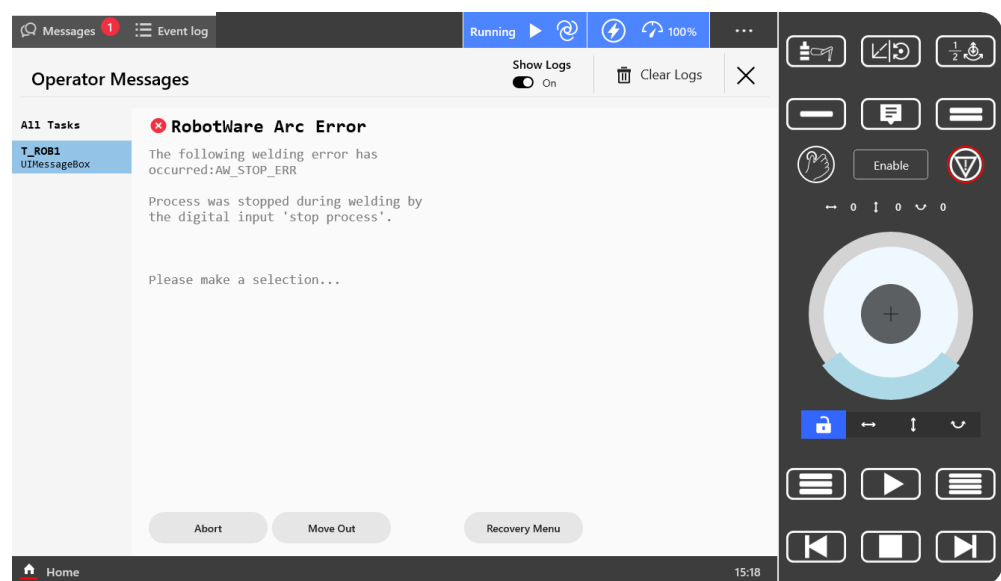 Messages 1
Event log
Running
100%
...
Operator Messages
Show Logs
On
Clear Logs
All Tasks
T_ROB1
UIMessageBox
RobotWare Arc Error
The following welding error has
occurred:AW_STOP_ERR
Process was stopped during welding by
the digital input 'stop process'.
Please make a selection...
Abort
Move Out
Recovery Menu
Home
15:18
1
2
Enable
0 0 0